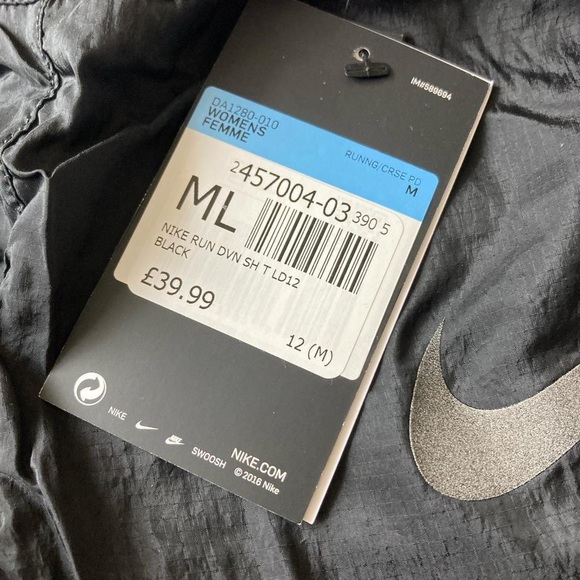 IM#589694
DA1280-010
WOMENS
FEMME
RUNNG/CRSE PD
M
2457004-03 390 5
ML
NIKE RUN DVN SH T LD12
BLACK
£39.99
12 (M)
NIKE
SWOOSH
NIKE.COM
© 2016 Nike